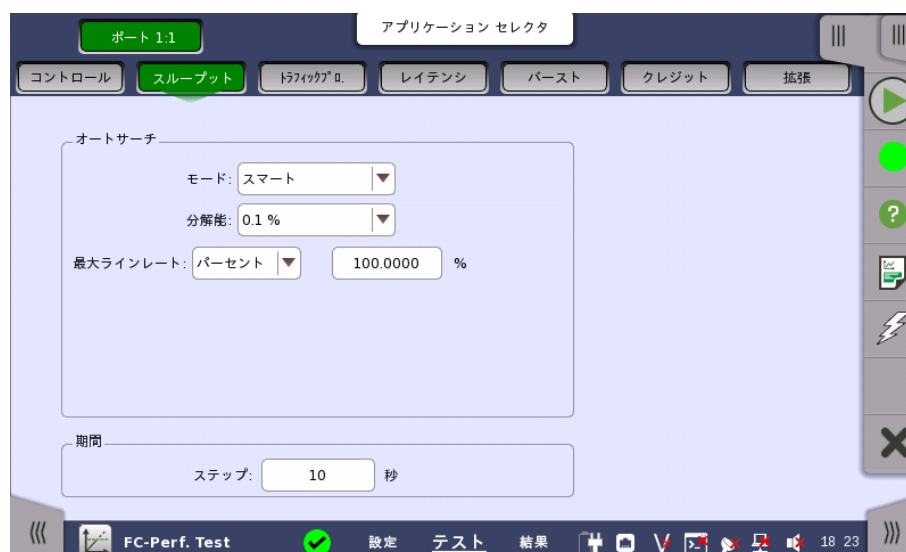 ポート 1:1
アプリケーション セレクタ
コントロール スループット ﾄﾗﾌｨｯｸﾌﾟﾛ. レイテンシ バースト クレジット 拡張
オートサーチ
モード: スマート
分解能: 0.1 %
最大ラインレート: パーセント 100.0000 %
期間
ステップ: 10 秒
FC-Perf. Test 設定 テスト 結果 18 23